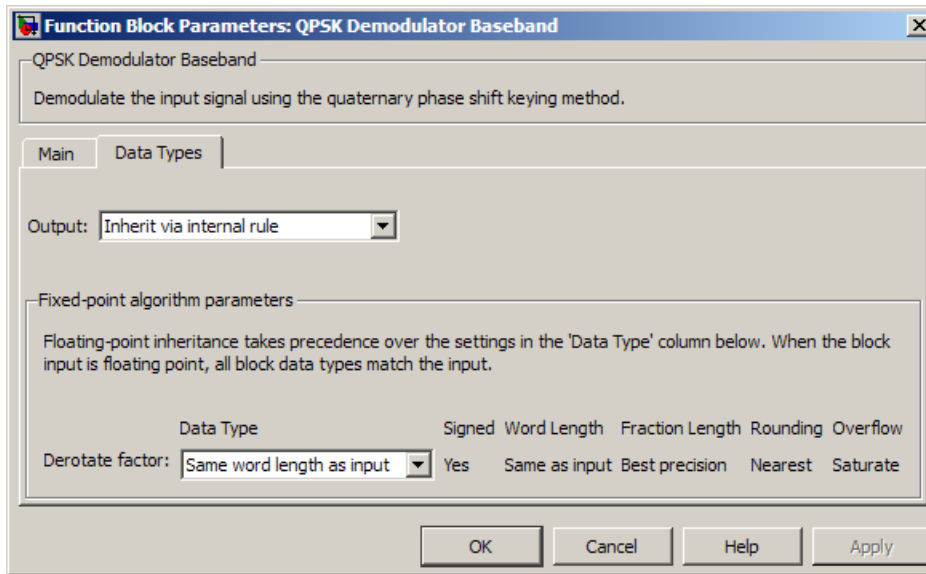 Function Block Parameters: QPSK Demodulator Baseband
QPSK Demodulator Baseband
Demodulate the input signal using the quaternary phase shift keying method.
Main Data Types
Output: Inherit via internal rule
Fixed-point algorithm parameters
Floating-point inheritance takes precedence over the settings in the 'Data Type' column below. When the block
input is floating point, all block data types match the input.
Data Type Signed Word Length Fraction Length Rounding Overflow
Derotate factor: Same word length as input Yes Same as input Best precision Nearest Saturate
OK Cancel Help Apply